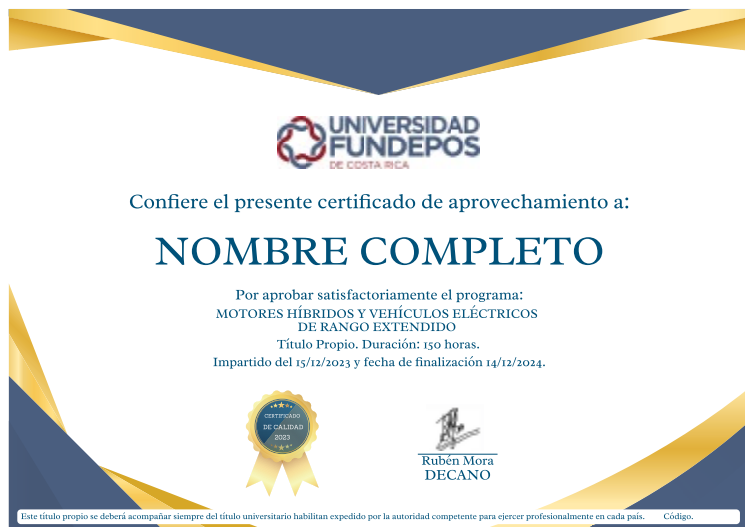 UNIVERSIDAD
FUNDEPOS
DE COSTA RICA
Confiere el presente certificado de aprovechamiento a:
NOMBRE COMPLETO
Por aprobar satisfactoriamente el programa:
MOTORES HÍBRIDOS Y VEHÍCULOS ELÉCTRICOS
DE RANGO EXTENDIDO
Título Propio. Duración: 150 horas.
Impartido del 15/12/2023 y fecha de finalización 14/12/2024.
CERTIFICADO
DE CALIDAD
2023
Rubén Mora
DECANO
Este título propio se deberá acompañar siempre del título universitario habilitan expedido por la autoridad competente para ejercer profesionalmente en cada país. Código.